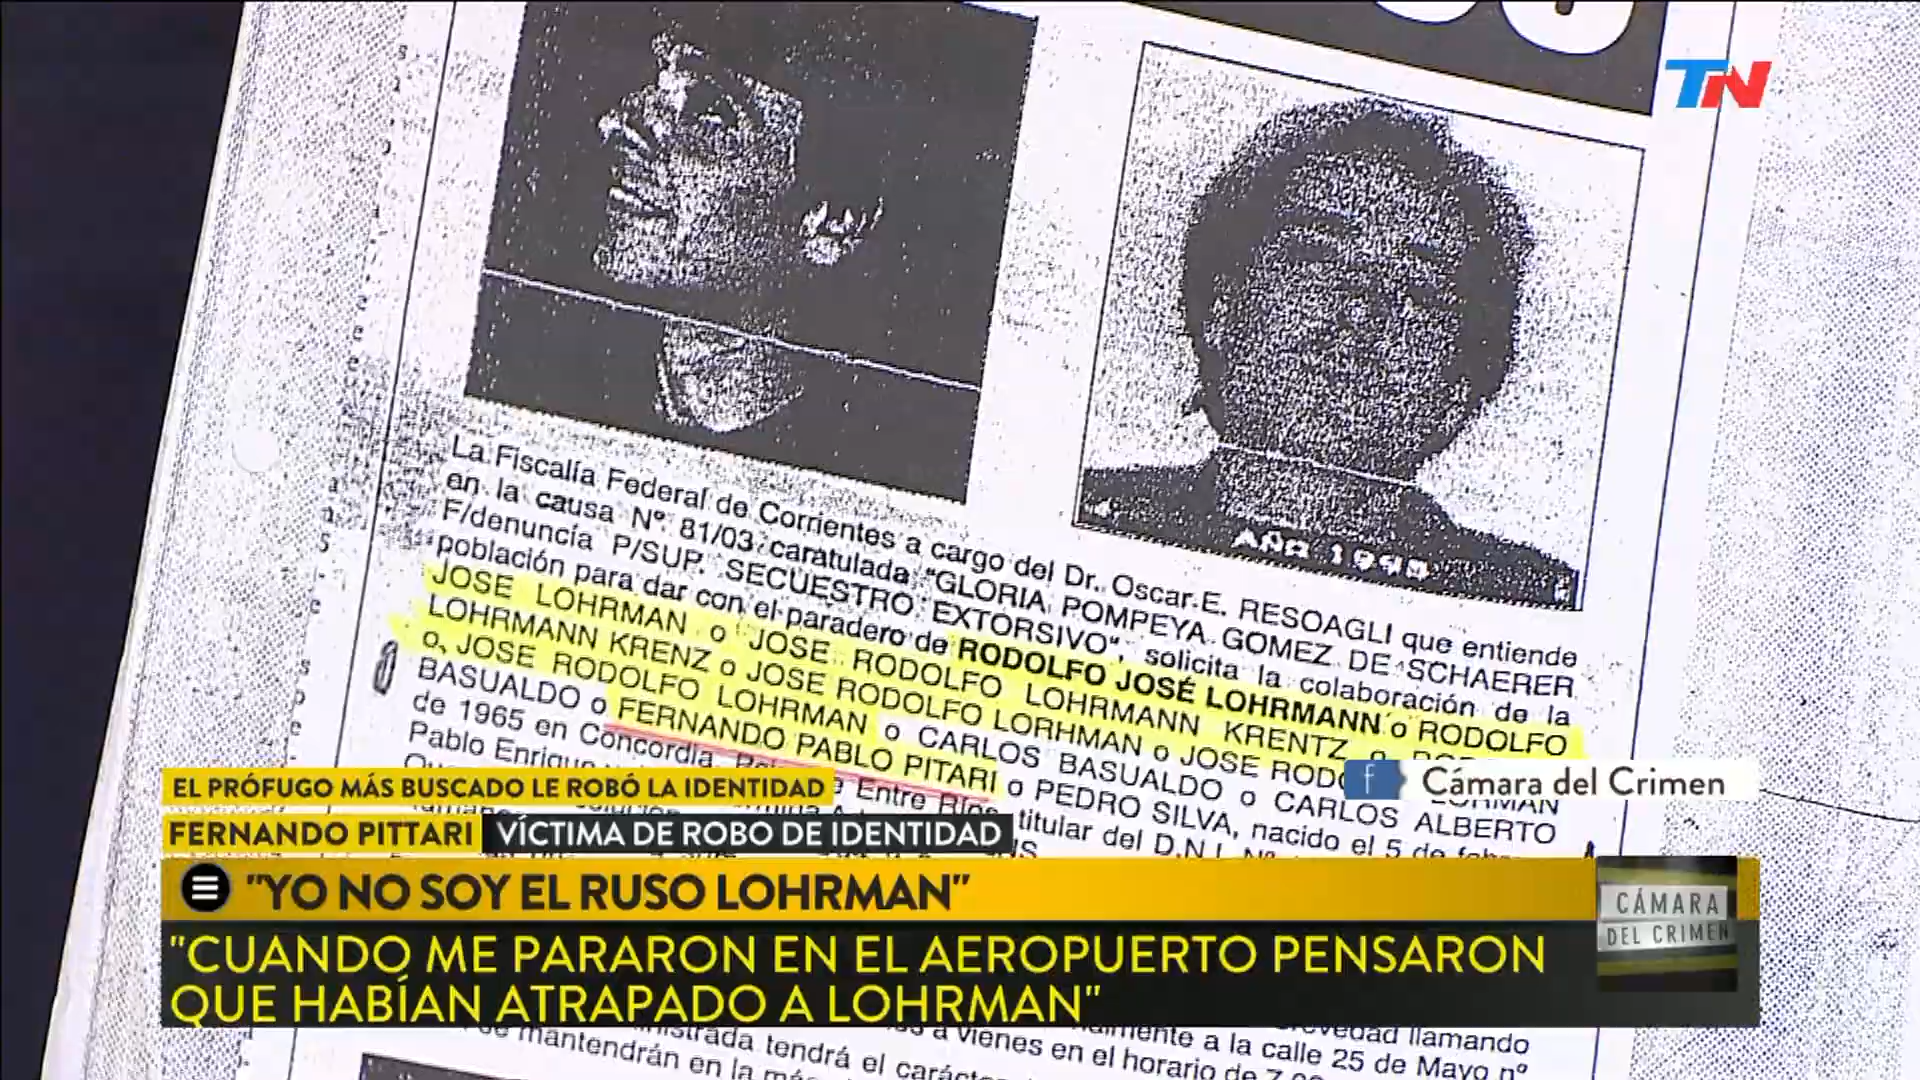 TN
AÑO 1998
La Fiscalía Federal de Corrientes a cargo del Dr. Oscar E. RESOAGLI que entiende
en la causa Nº 81/03 caratulada "GLORIA POMPEYA GOMEZ DE SCHAERER
F/denuncia P/SUP. SECUESTRO EXTORSIVO", solicita la colaboración de la
población para dar con el paradero de RODOLFO JOSÉ LOHRMANN o RODOLFO
JOSE LOHRMAN o JOSE RODOLFO LOHRMANN KRENTZ o
LOHRMANN KRENZ o JOSE RODOLFO LORHMAN o JOSE
o, JOSE RODOLFO LOHRMAN o CARLOS BASUALDO o CARLOS ALBERTO
BASUALDO o FERNANDO PABLO PITARI o PEDRO SILVA, nacido el 5 de
de 1965 en Concordia, Entre Ríos titular del D.N.I. Nº
Pablo Enrique
Cámara del Crimen
EL PRÓFUGO MÁS BUSCADO LE ROBÓ LA IDENTIDAD
FERNANDO PITTARI VÍCTIMA DE ROBO DE IDENTIDAD
"YO NO SOY EL RUSO LOHRMAN"
CÁMARA
DEL CRIMEN
"CUANDO ME PARARON EN EL AEROPUERTO PENSARON
QUE HABÍAN ATRAPADO A LOHRMAN"
llamando
tendrá el a vienes en el horario de a la calle 25 de Mayo nº
se mantendrán en la